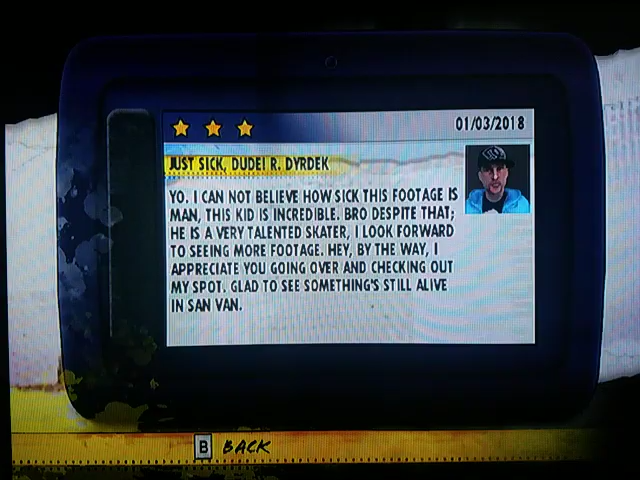 01/03/2018
JUST SICK, DUDE! R. DYRDEK
YO. I CAN NOT BELIEVE HOW SICK THIS FOOTAGE IS
MAN, THIS KID IS INCREDIBLE. BRO DESPITE THAT;
HE IS A VERY TALENTED SKATER, I LOOK FORWARD
TO SEEING MORE FOOTAGE. HEY, BY THE WAY, I
APPRECIATE YOU GOING OVER AND CHECKING OUT
MY SPOT. GLAD TO SEE SOMETHING'S STILL ALIVE
IN SAN VAN.
B BACK